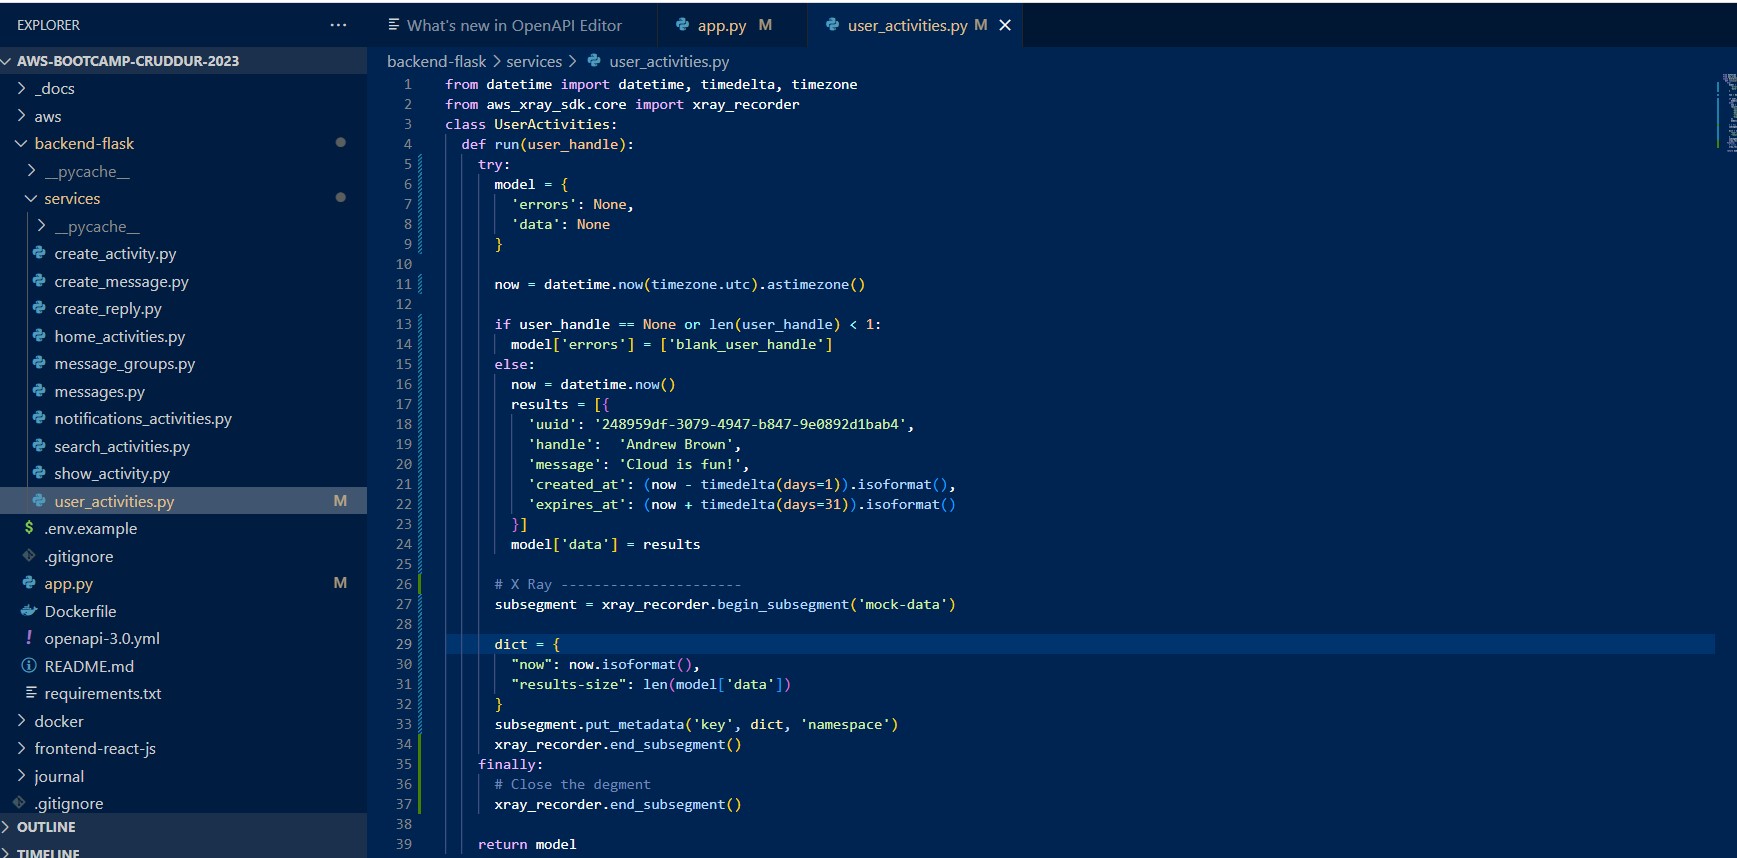 EXPLORER
AWS-BOOTCAMP-CRUDDUR-2023
_docs
aws
backend-flask
__pycache__
services
__pycache__
create_activity.py
create_message.py
create_reply.py
home_activities.py
message_groups.py
messages.py
notifications_activities.py
search_activities.py
show_activity.py
user_activities.py M
.env.example
.gitignore
app.py M
Dockerfile
openapi-3.0.yml
README.md
requirements.txt
docker
frontend-react-js
journal
.gitignore
OUTLINE
TIMELINE
What's new in OpenAPI Editor
app.py M
user_activities.py M
backend-flask > services > user_activities.py
1 from datetime import datetime, timedelta, timezone
2 from aws_xray_sdk.core import xray_recorder
3 class UserActivities:
4 def run(user_handle):
5 try:
6 model = {
7 'errors': None,
8 'data': None
9 }
10
11 now = datetime.now(timezone.utc).astimezone()
12
13 if user_handle == None or len(user_handle) < 1:
14 model['errors'] = ['blank_user_handle']
15 else:
16 now = datetime.now()
17 results = [{
18 'uuid': '248959df-3079-4947-b847-9e0892d1bab4',
19 'handle':  'Andrew Brown',
20 'message': 'Cloud is fun!',
21 'created_at': (now - timedelta(days=1)).isoformat(),
22 'expires_at': (now + timedelta(days=31)).isoformat()
23 }]
24 model['data'] = results
25
26 # X Ray ----------------------
27 subsegment = xray_recorder.begin_subsegment('mock-data')
28
29 dict = {
30 "now": now.isoformat(),
31 "results-size": len(model['data'])
32 }
33 subsegment.put_metadata('key', dict, 'namespace')
34 xray_recorder.end_subsegment()
35 finally:
36 # Close the degment
37 xray_recorder.end_subsegment()
38
39 return model